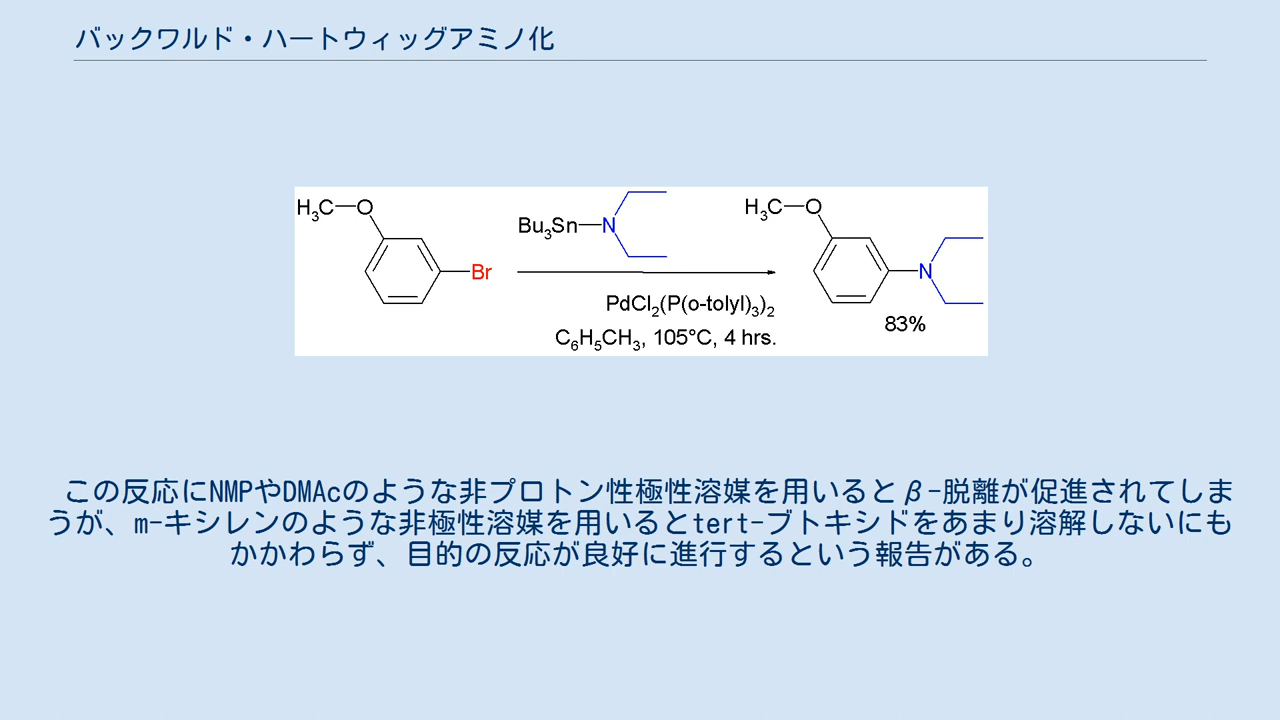 バックワルド・ハートウィッグアミノ化
H3C O Br
Bu3Sn N
PdCl2(P(o-tolyl)3)2
C6H5CH3, 105°C, 4 hrs.
H3C O N
83%
この反応にNMPやDMAcのような非プロトン性極性溶媒を用いるとβ-脱離が促進されてしま
うが、m-キシレンのような非極性溶媒を用いるとtert-ブトキシドをあまり溶解しないにも
かかわらず、目的の反応が良好に進行するという報告がある。